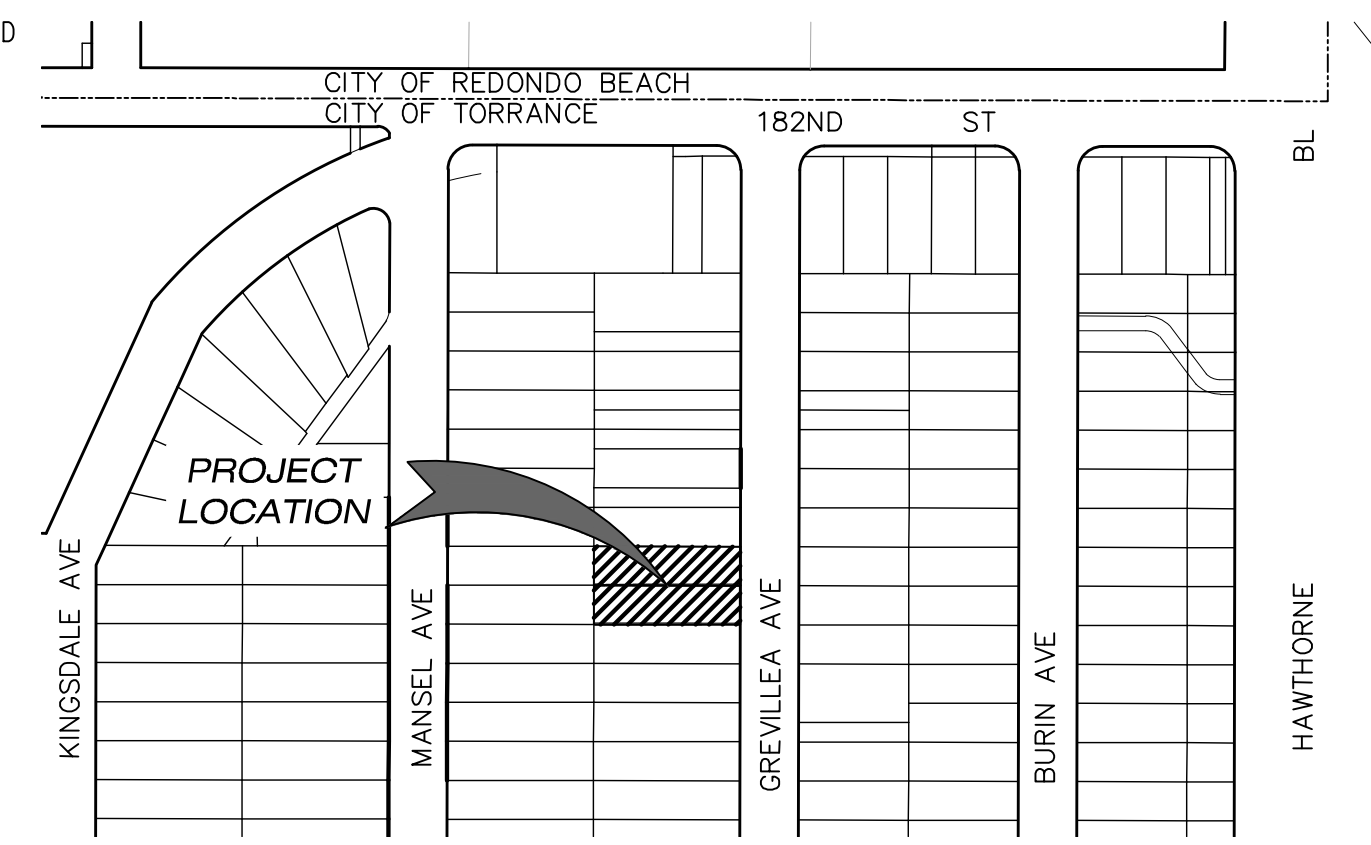 D
CITY OF REDONDO BEACH
CITY OF TORRANCE
182ND ST
BL
PROJECT
LOCATION
KINGSDALE AVE
MANSEL AVE
GREVILLEA AVE
BURIN AVE
HAWTHORNE